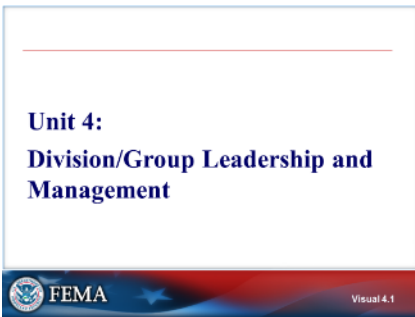 Unit 4:
Division/Group Leadership and
Management
FEMA
Visual 4.1